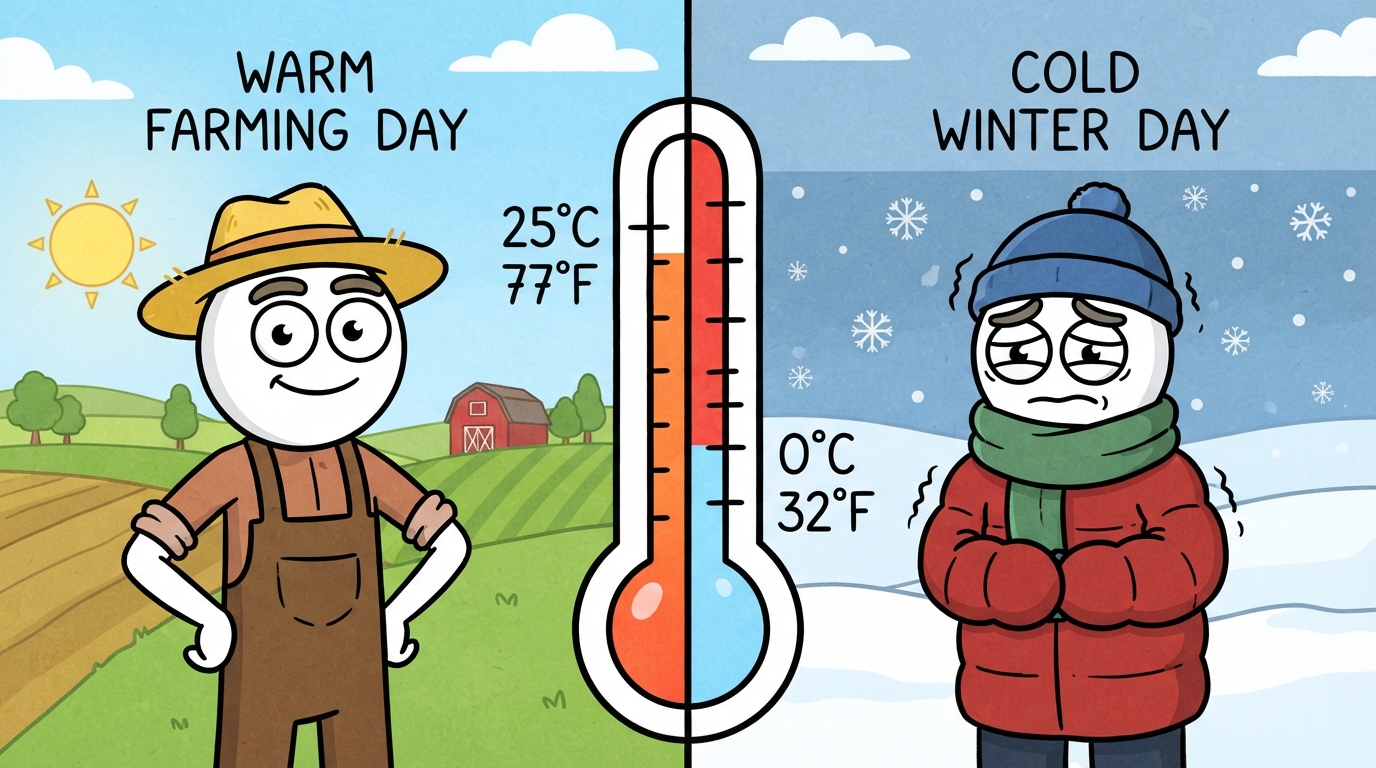 WARM
FARMING DAY
25°C
77°F
COLD
WINTER DAY
0°C
32°F